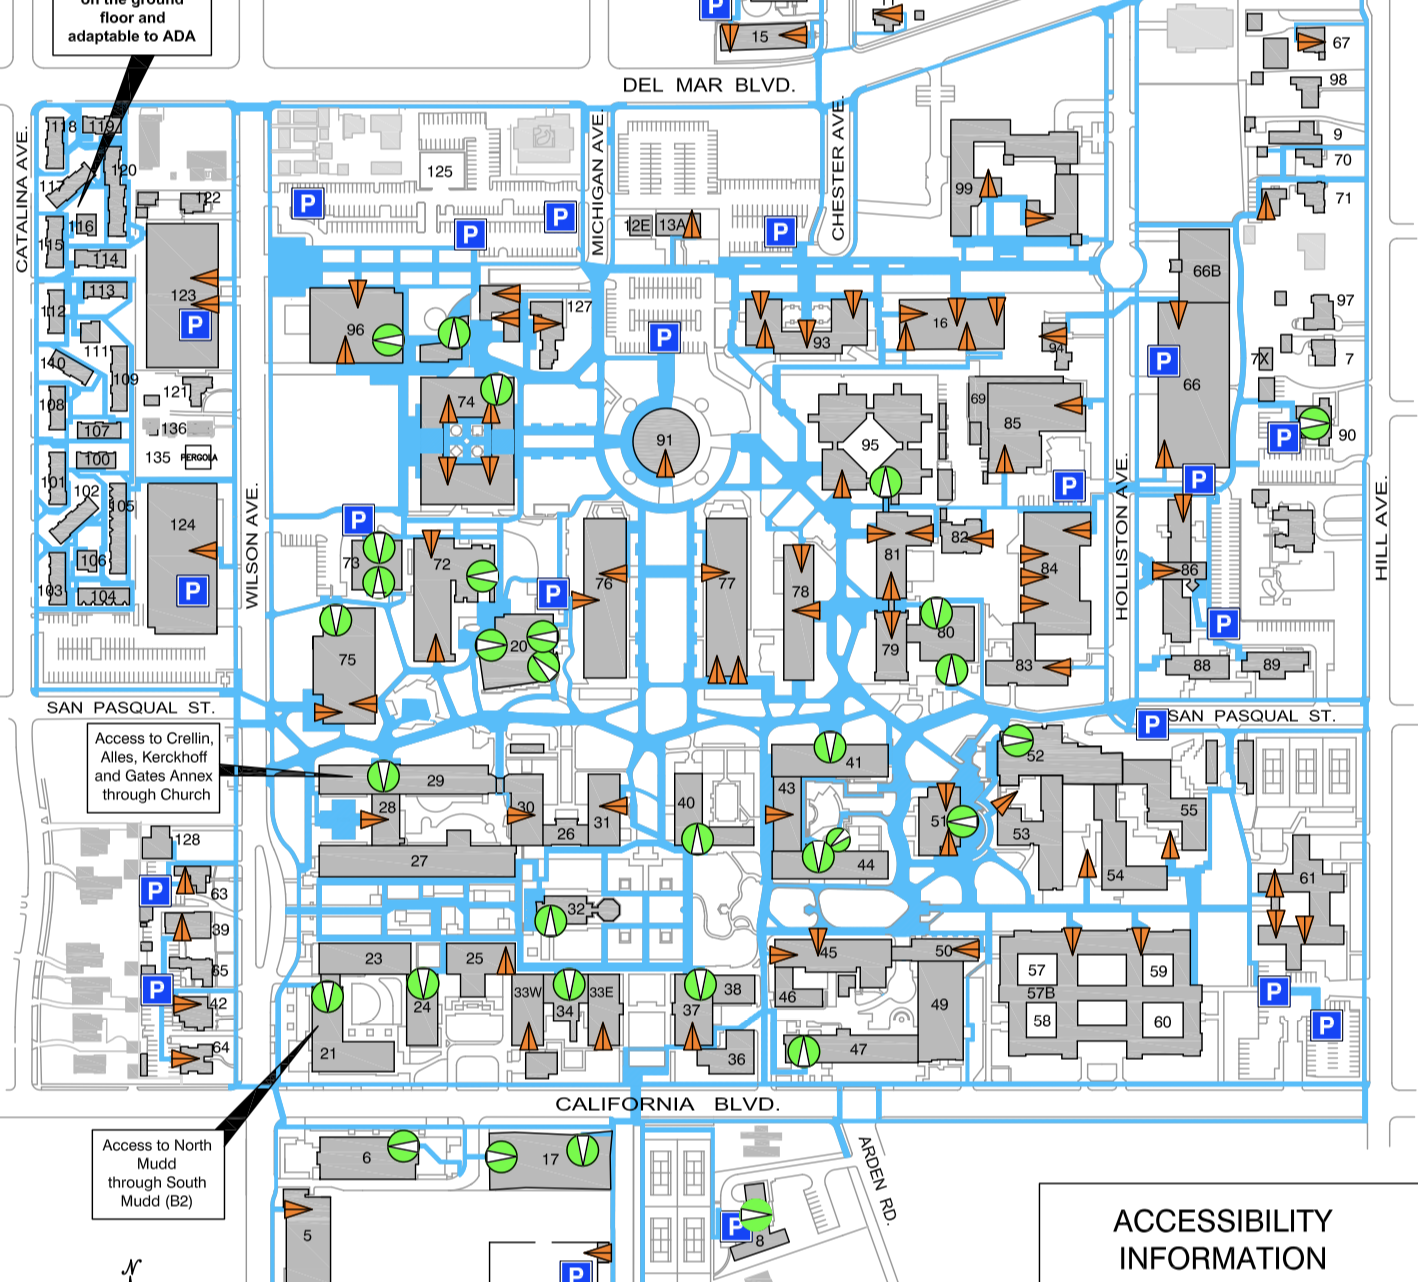 on the ground
floor and
adaptable to ADA
P
15
67
DEL MAR BLVD.
98
118
119
9
CATALINA AVE.
MICHIGAN AVE.
CHESTER AVE.
125
120
70
117
99
71
122
P
P
P
P
116
12E
13A
115
114
66B
123
113
127
97
112
P
96
P
93
16
94
P
66
7X
7
111
110
109
121
74
69
85
108
91
95
90
P
107
136
100
135
PERGOLA
101
102
105
P
P
HOLLISTON AVE.
HILL AVE.
WILSON AVE.
124
P
73
72
76
77
78
81
82
84
86
106
103
104
P
P
20
80
79
P
75
83
88
89
SAN PASQUAL ST.
P
SAN PASQUAL ST.
Access to Crellin,
Alles, Kerckhoff
and Gates Annex
through Church
29
41
52
28
30
31
26
40
43
51
53
55
128
27
44
54
61
P
63
32
39
23
25
45
50
57
59
65
57B
P
42
33W
34
33E
38
37
46
49
58
60
P
P
24
64
21
36
47
CALIFORNIA BLVD.
Access to North
Mudd
through South
Mudd (B2)
6
17
ARDEN RD.
5
P
8
P
ACCESSIBILITY
INFORMATION
N